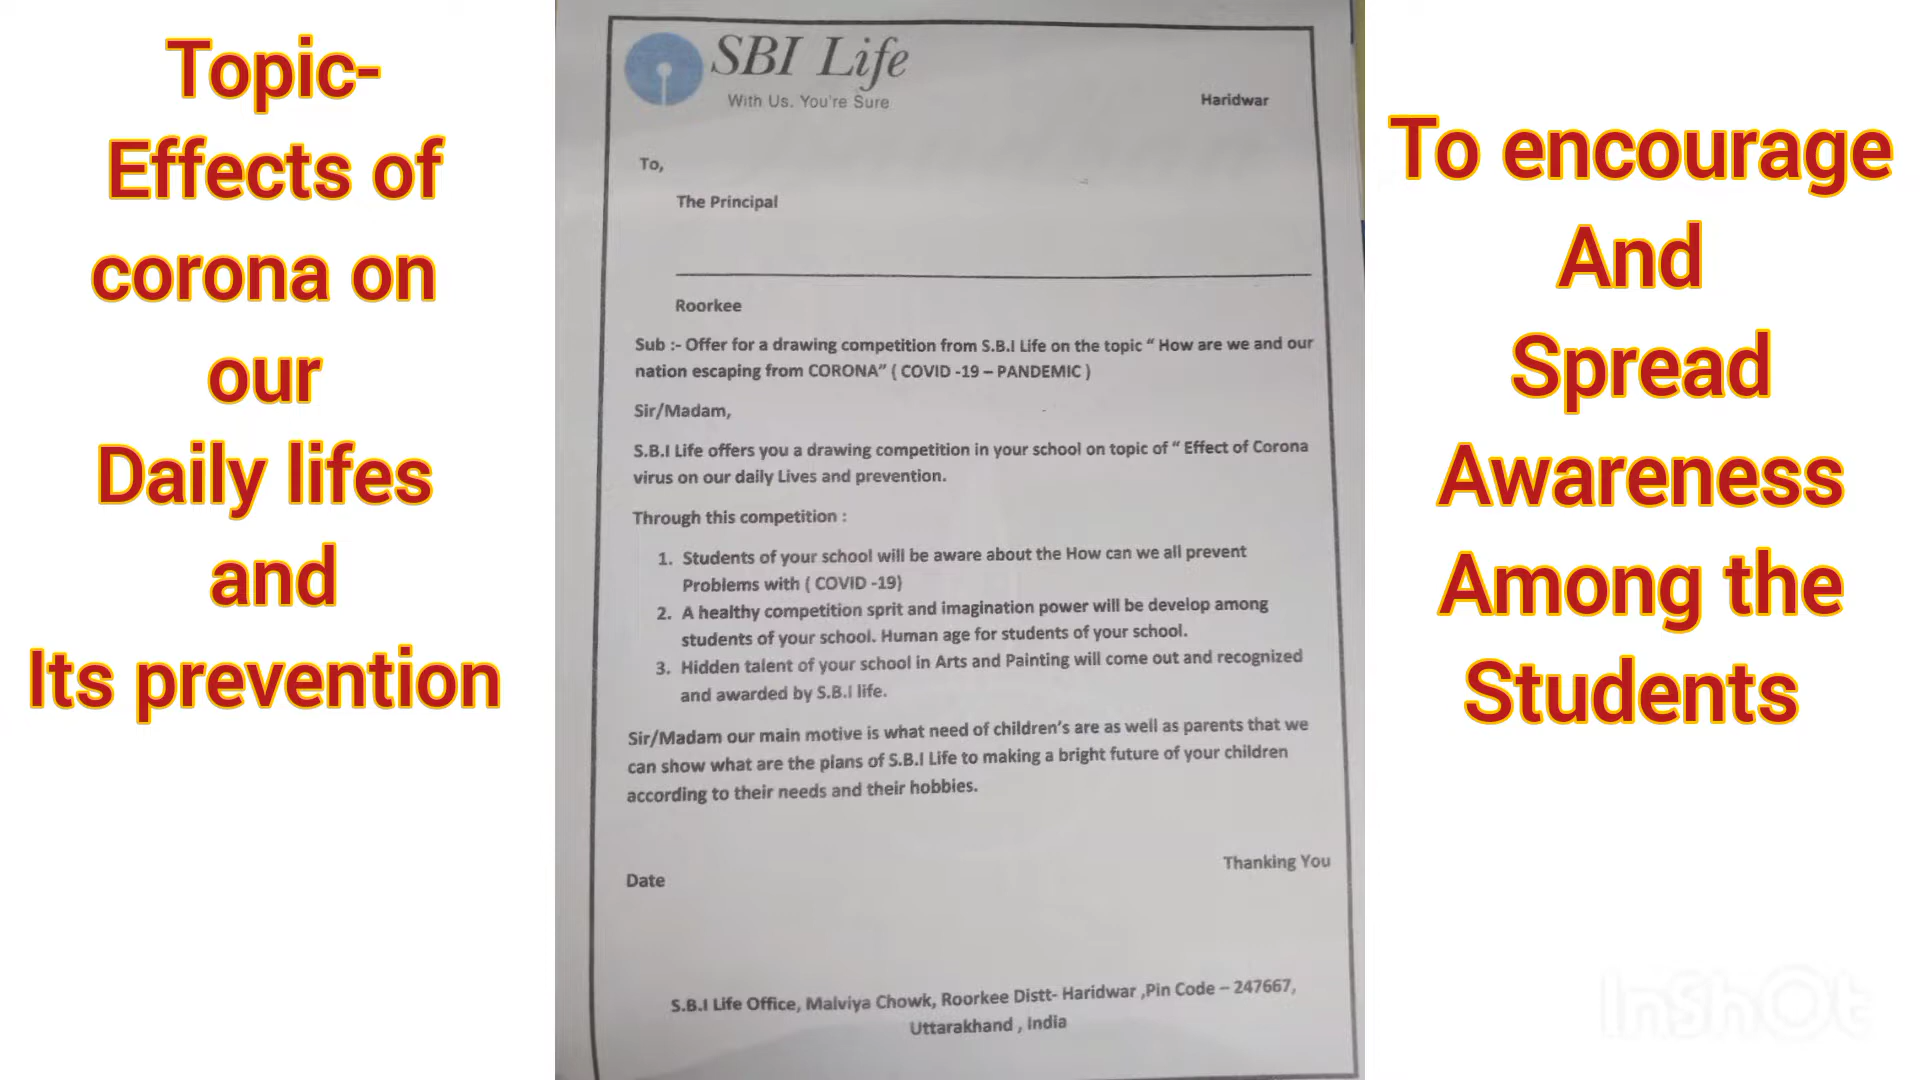 Topic-
Effects of
corona on
our
Daily lifes
and
Its prevention
SBI Life
With Us. You're Sure
Haridwar
To,
The Principal
Roorkee
Sub :- Offer for a drawing competition from S.B.I Life on the topic “ How are we and our
nation escaping from CORONA” ( COVID -19 – PANDEMIC )
Sir/Madam,
S.B.I Life offers you a drawing competition in your school on topic of “ Effect of Corona
virus on our daily Lives and prevention.
Through this competition :
1. Students of your school will be aware about the How can we all prevent
Problems with ( COVID -19)
2. A healthy competition sprit and imagination power will be develop among
students of your school. Human age for students of your school.
3. Hidden talent of your school in Arts and Painting will come out and recognized
and awarded by S.B.I life.
Sir/Madam our main motive is what need of children’s are as well as parents that we
can show what are the plans of S.B.I Life to making a bright future of your children
according to their needs and their hobbies.
Thanking You
Date
S.B.I Life Office, Malviya Chowk, Roorkee Distt- Haridwar ,Pin Code – 247667,
Uttarakhand , India
To encourage
And
Spread
Awareness
Among the
Students
InShOt